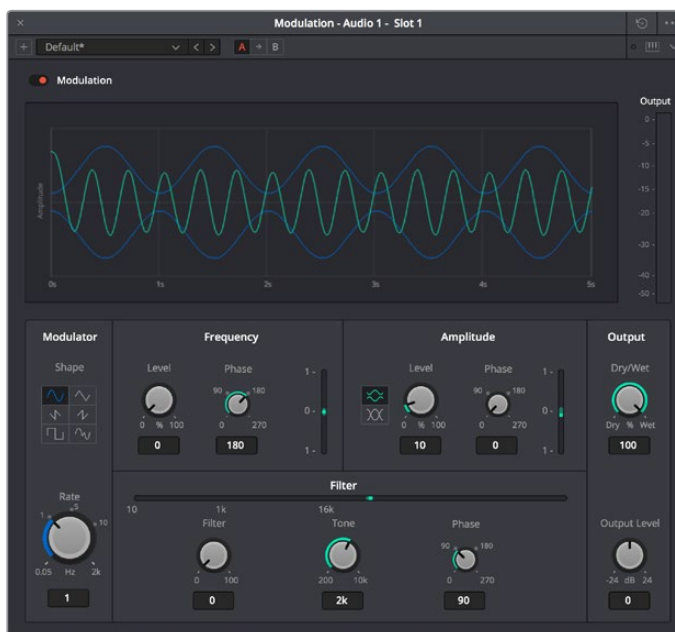 Modulation - Audio 1 - Slot 1
Default*
A
B
Modulation
Output
0 -
-5 -
-10 -
-15 -
-20 -
-30 -
-40 -
-50 -
Amplitude
0s 1s 2s 3s 4s 5s
Modulator
Frequency
Amplitude
Output
Shape
Level
Phase
90 180
0 % 100
0 270
0
180
1 -
0 -
1 -
Level
Phase
90 180
0 % 100
0 270
10
0
1 -
0 -
1 -
Dry/Wet
Dry % Wet
100
Filter
10 1k 16k
Rate
1 5 10
0.05 Hz 2k
1
Filter
0 100
0
Tone
200 10k
2k
Phase
90 180
0 270
90
Output Level
-24 dB 24
0